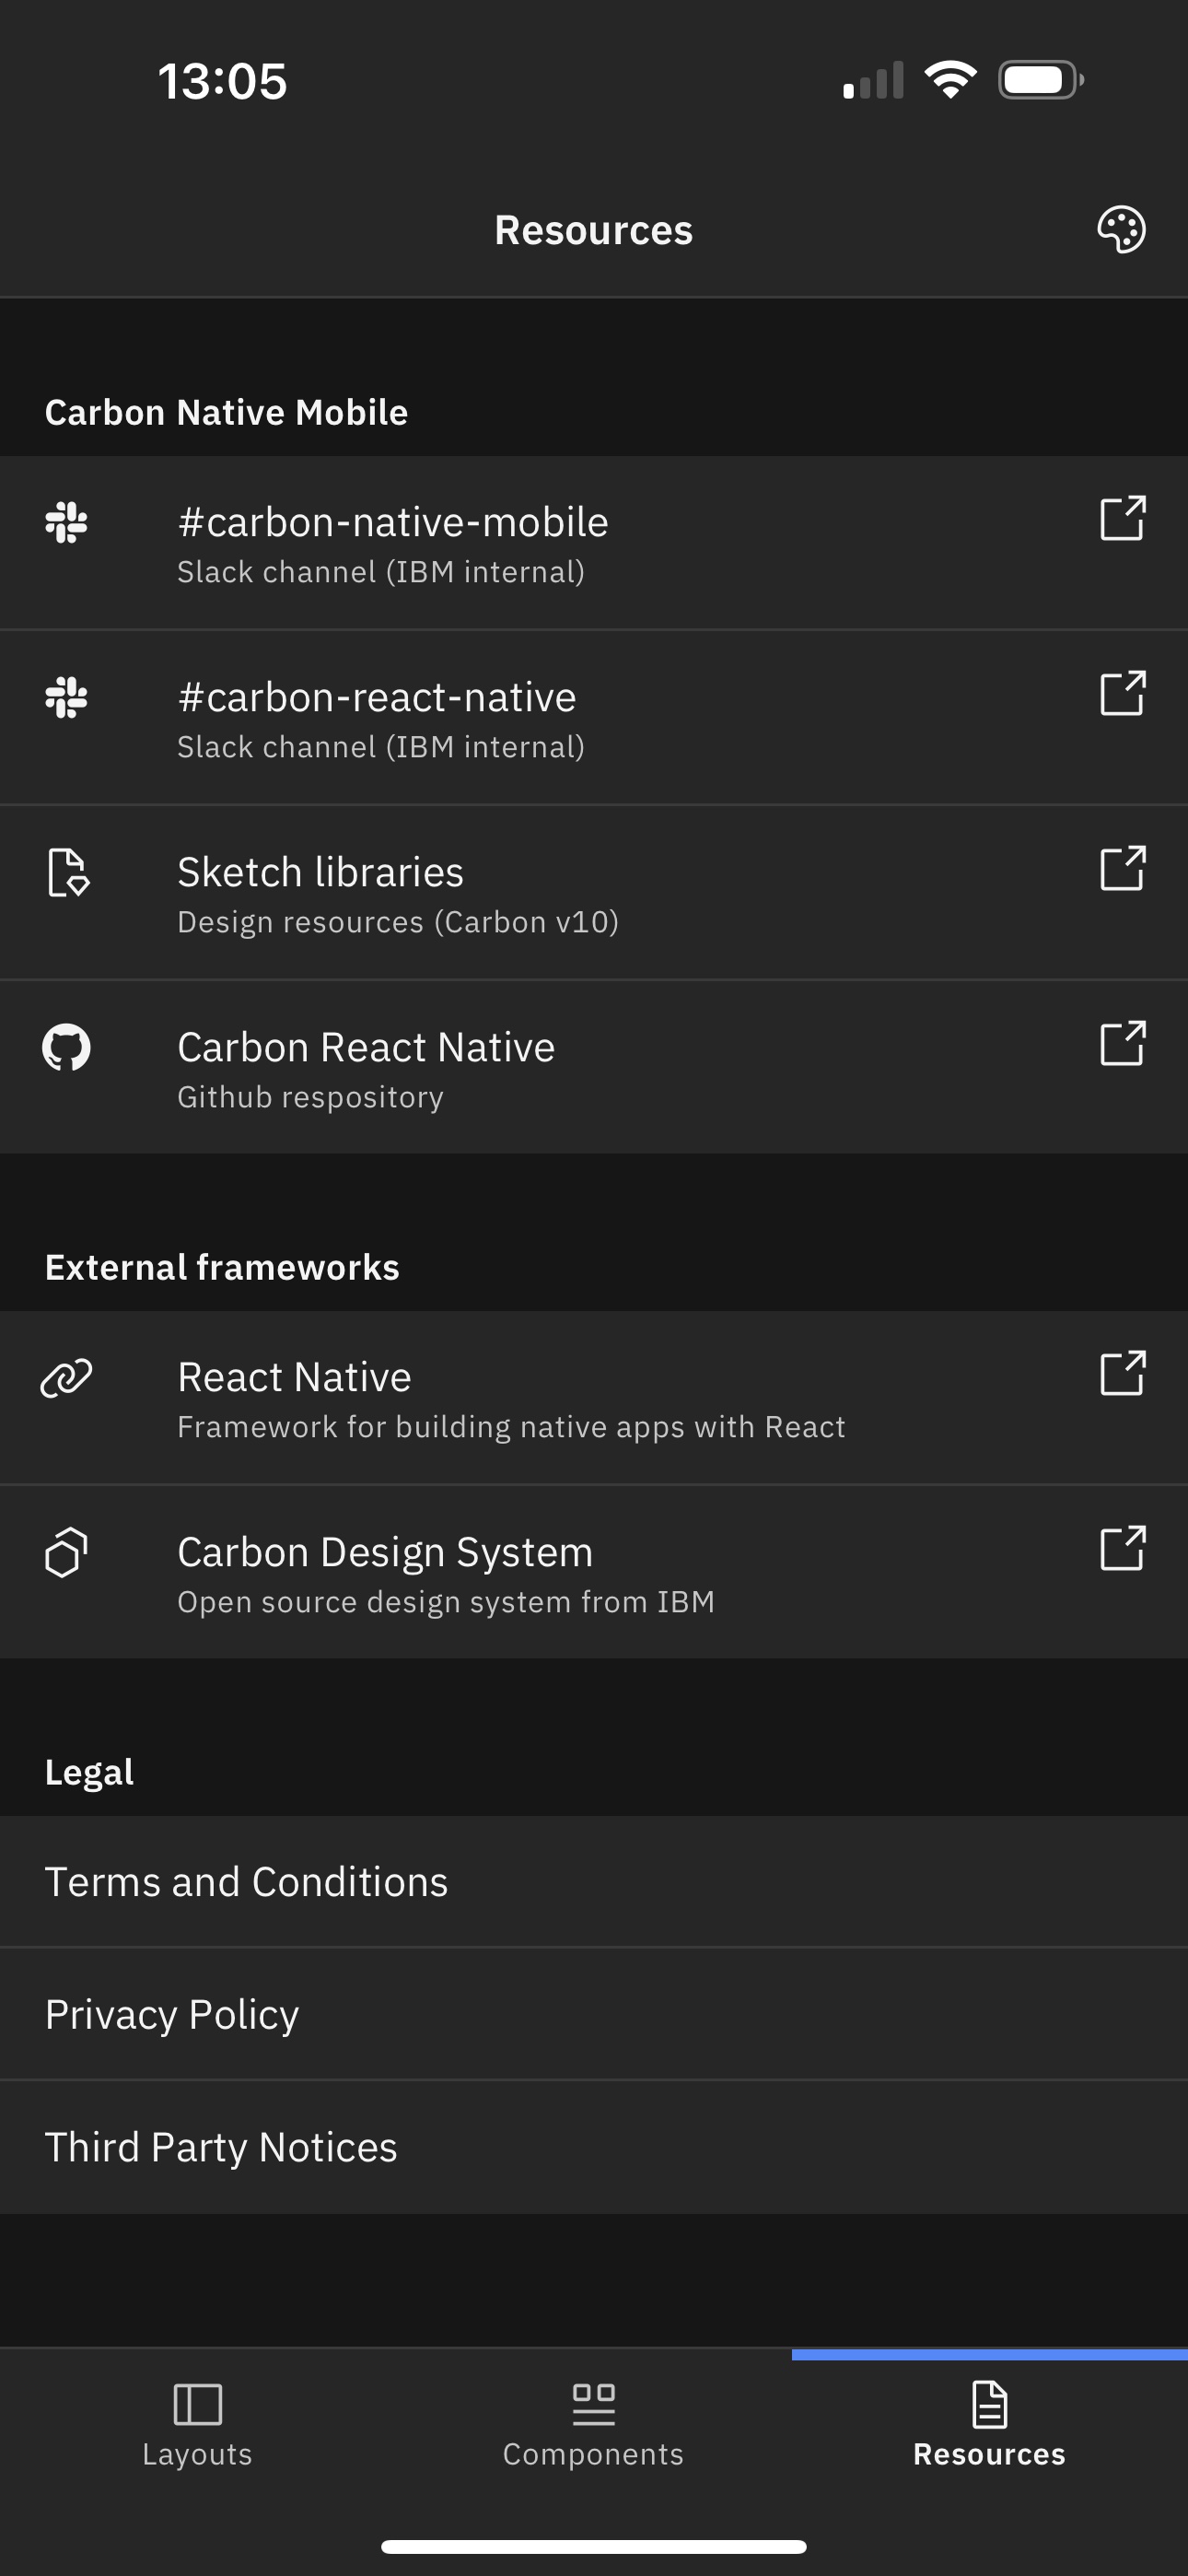 13:05
Resources
Carbon Native Mobile
#carbon-native-mobile
Slack channel (IBM internal)
#carbon-react-native
Slack channel (IBM internal)
Sketch libraries
Design resources (Carbon v10)
Carbon React Native
Github respository
External frameworks
React Native
Framework for building native apps with React
Carbon Design System
Open source design system from IBM
Legal
Terms and Conditions
Privacy Policy
Third Party Notices
Layouts
Components
Resources